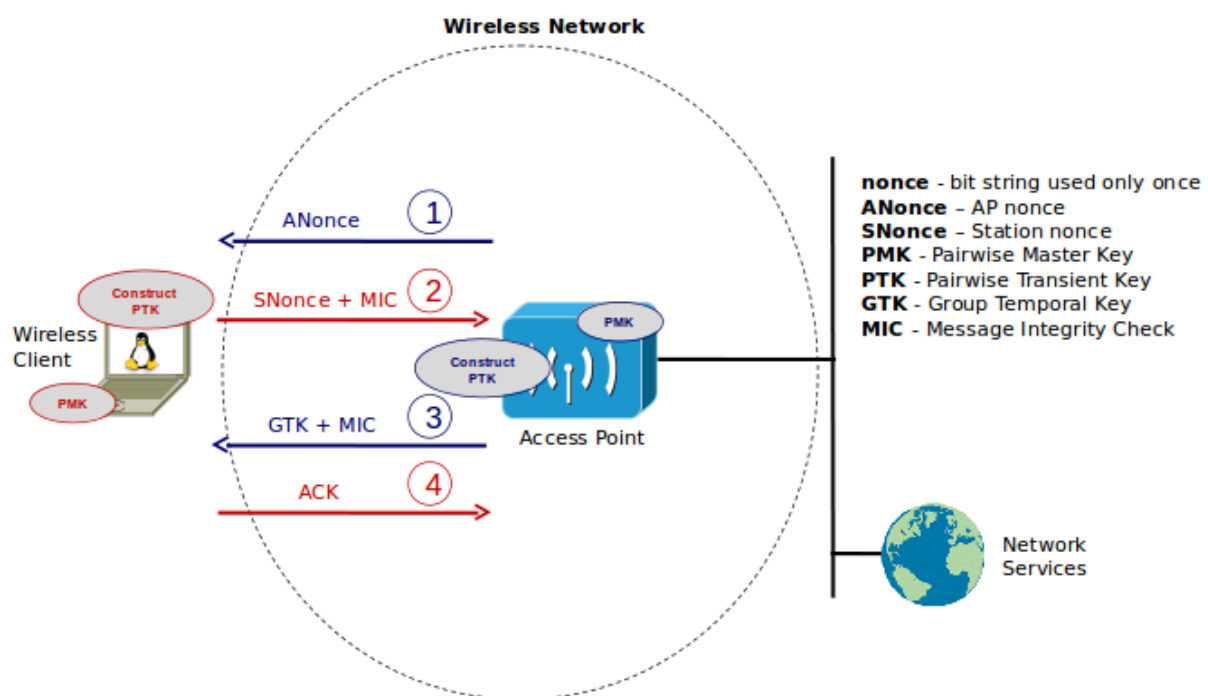 Wireless Network
ANonce
1
Construct
PTK
SNonce + MIC
2
Wireless
Client
PMK
PMK
Construct
PTK
GTK + MIC
3
Access Point
ACK
4
nonce - bit string used only once
ANonce – AP nonce
SNonce – Station nonce
PMK - Pairwise Master Key
PTK - Pairwise Transient Key
GTK - Group Temporal Key
MIC - Message Integrity Check
Network
Services